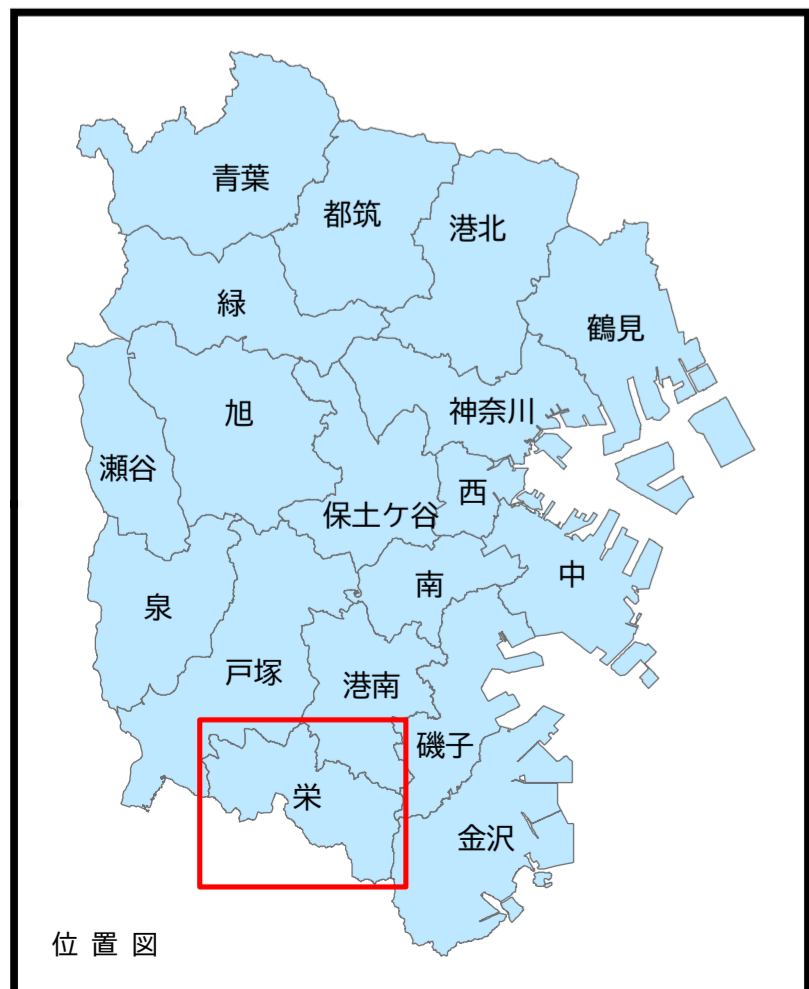 青葉
都筑
港北
緑
鶴見
旭
神奈川
瀬谷
西
保土ケ谷
中
南
泉
戸塚
港南
磯子
栄
金沢
位置図